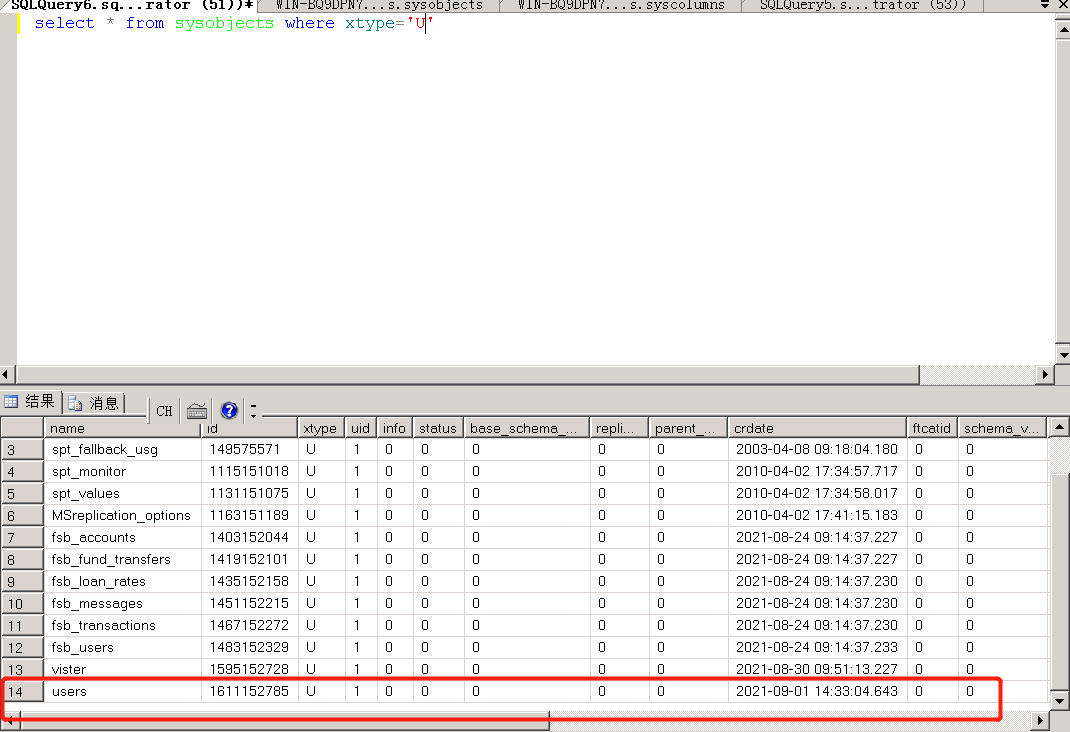 SQLQuery6.sq...rator (51))* WIN-BQ9DPN7...s.sysobjects WIN-BQ9DPN7...s.syscolumns SQLQuery5.s...trator (53))
select * from sysobjects where xtype='U'
结果 消息 CH
name id xtype uid info status base_schema_... repli... parent_... crdate ftcatid schema_v...
3 spt_fallback_usg 149575571 U 1 0 0 0 0 0 2003-04-08 09:18:04.180 0 0
4 spt_monitor 1115151018 U 1 0 0 0 0 0 2010-04-02 17:34:57.717 0 0
5 spt_values 1131151075 U 1 0 0 0 0 0 2010-04-02 17:34:58.017 0 0
6 MSreplication_options 1163151189 U 1 0 0 0 0 0 2010-04-02 17:41:15.183 0 0
7 fsb_accounts 1403152044 U 1 0 0 0 0 0 2021-08-24 09:14:37.227 0 0
8 fsb_fund_transfers 1419152101 U 1 0 0 0 0 0 2021-08-24 09:14:37.227 0 0
9 fsb_loan_rates 1435152158 U 1 0 0 0 0 0 2021-08-24 09:14:37.230 0 0
10 fsb_messages 1451152215 U 1 0 0 0 0 0 2021-08-24 09:14:37.230 0 0
11 fsb_transactions 1467152272 U 1 0 0 0 0 0 2021-08-24 09:14:37.230 0 0
12 fsb_users 1483152329 U 1 0 0 0 0 0 2021-08-24 09:14:37.233 0 0
13 vister 1595152728 U 1 0 0 0 0 0 2021-08-30 09:51:13.227 0 0
14 users 1611152785 U 1 0 0 0 0 0 2021-09-01 14:33:04.643 0 0